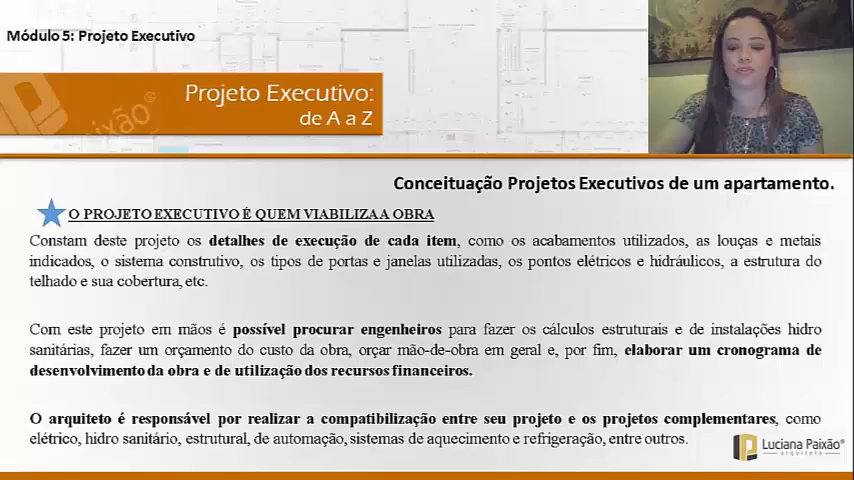 Módulo 5: Projeto Executivo
Projeto Executivo:
de A a Z
Paixão®
Conceituação Projetos Executivos de um apartamento.
O PROJETO EXECUTIVO É QUEM VIABILIZA A OBRA
Constam deste projeto os detalhes de execução de cada item, como os acabamentos utilizados, as louças e metais
indicados, o sistema construtivo, os tipos de portas e janelas utilizadas, os pontos elétricos e hidráulicos, a estrutura do
telhado e sua cobertura, etc.
Com este projeto em mãos é possível procurar engenheiros para fazer os cálculos estruturais e de instalações hidro
sanitárias, fazer um orçamento do custo da obra, orçar mão-de-obra em geral e, por fim, elaborar um cronograma de
desenvolvimento da obra e de utilização dos recursos financeiros.
O arquiteto é responsável por realizar a compatibilização entre seu projeto e os projetos complementares, como
elétrico, hidro sanitário, estrutural, de automação, sistemas de aquecimento e refrigeração, entre outros.
Luciana Paixão®
arquiteta